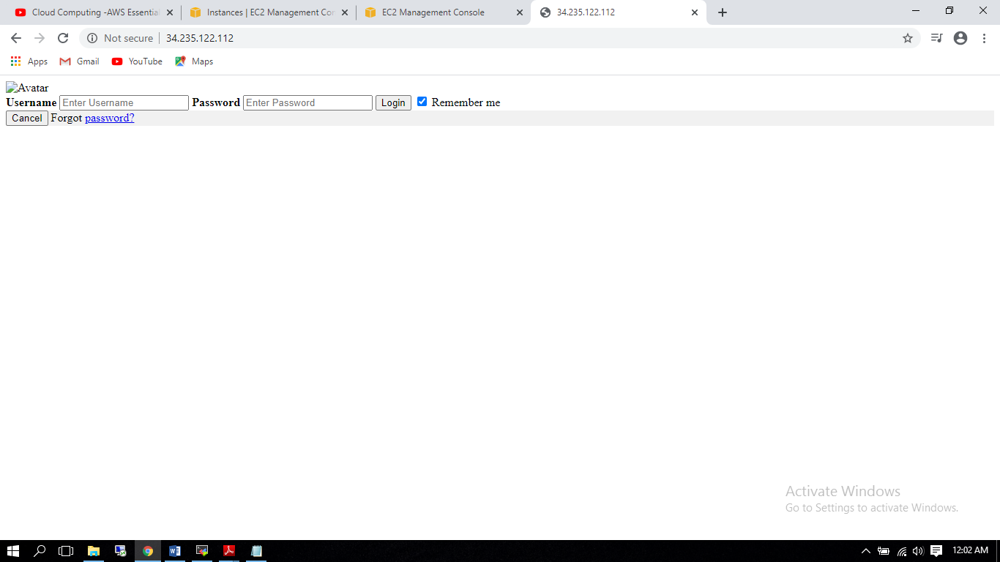 Cloud Computing -AWS Essentia
Instances | EC2 Management Con
EC2 Management Console
34.235.122.112
Not secure
34.235.122.112
Apps
Gmail
YouTube
Maps
Avatar
Username Enter Username Password Enter Password Login Remember me
Cancel Forgot password?
Activate Windows
Go to Settings to activate Windows.
12:02 AM